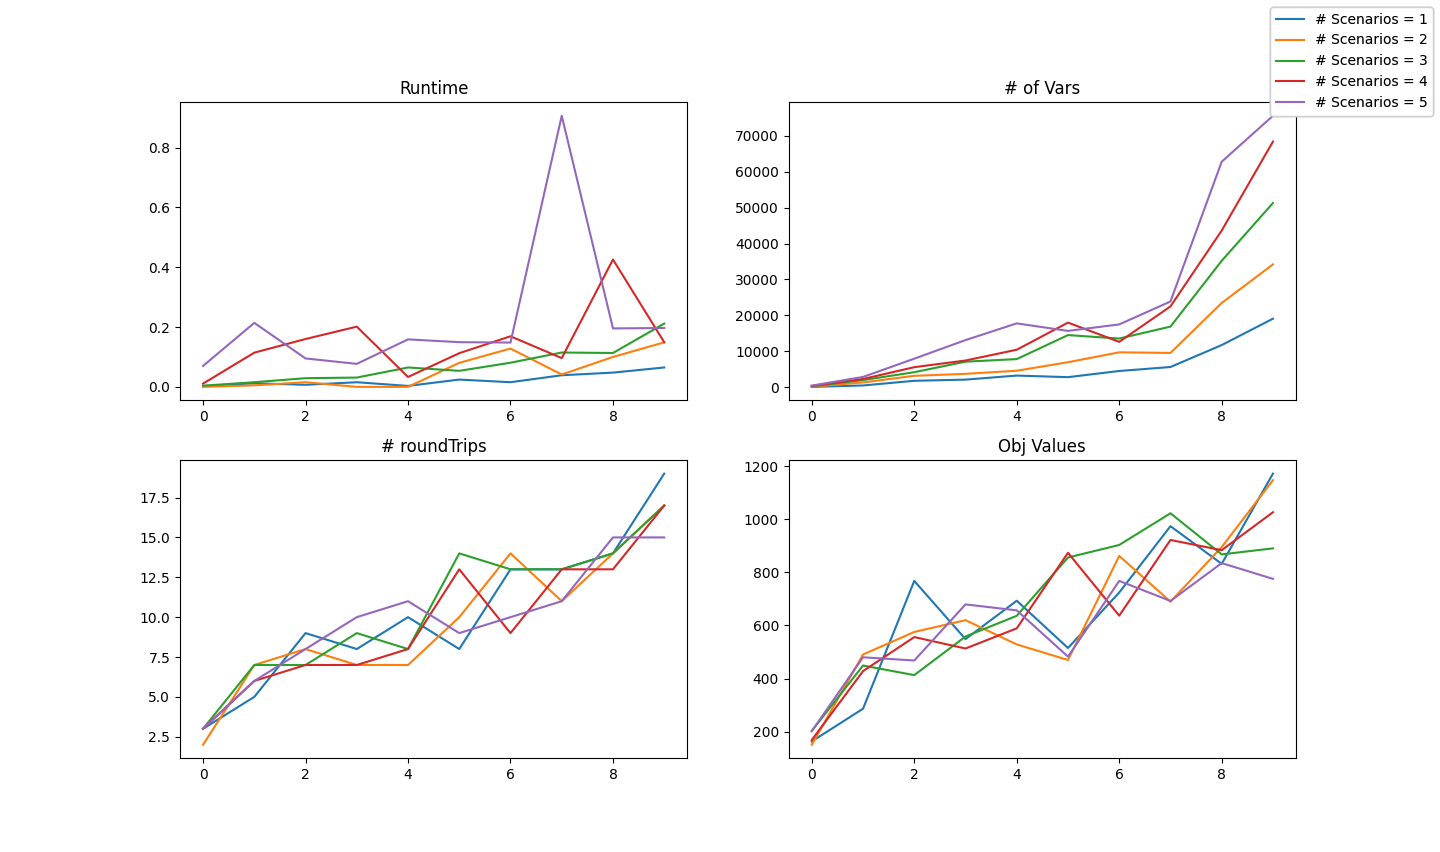 # Scenarios = 1
# Scenarios = 2
# Scenarios = 3
# Scenarios = 4
# Scenarios = 5
Runtime
0.8
0.6
0.4
0.2
0.0
0 2 4 6 8
# of Vars
70000
60000
50000
40000
30000
20000
10000
0
0 2 4 6 8
# roundTrips
17.5
15.0
12.5
10.0
7.5
5.0
2.5
0 2 4 6 8
Obj Values
1200
1000
800
600
400
200
0 2 4 6 8